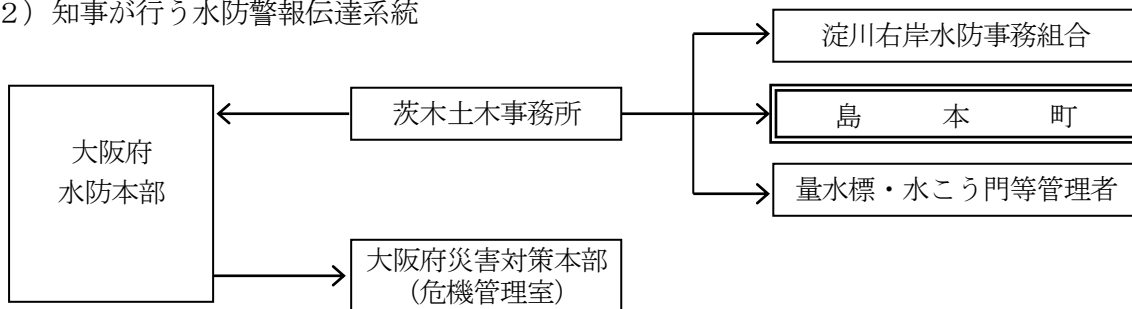 2）知事が行う水防警報伝達系統
淀川右岸水防事務組合
茨木土木事務所
島　本　町
大阪府
水防本部
量水標・水こう門等管理者
大阪府災害対策本部
（危機管理室）